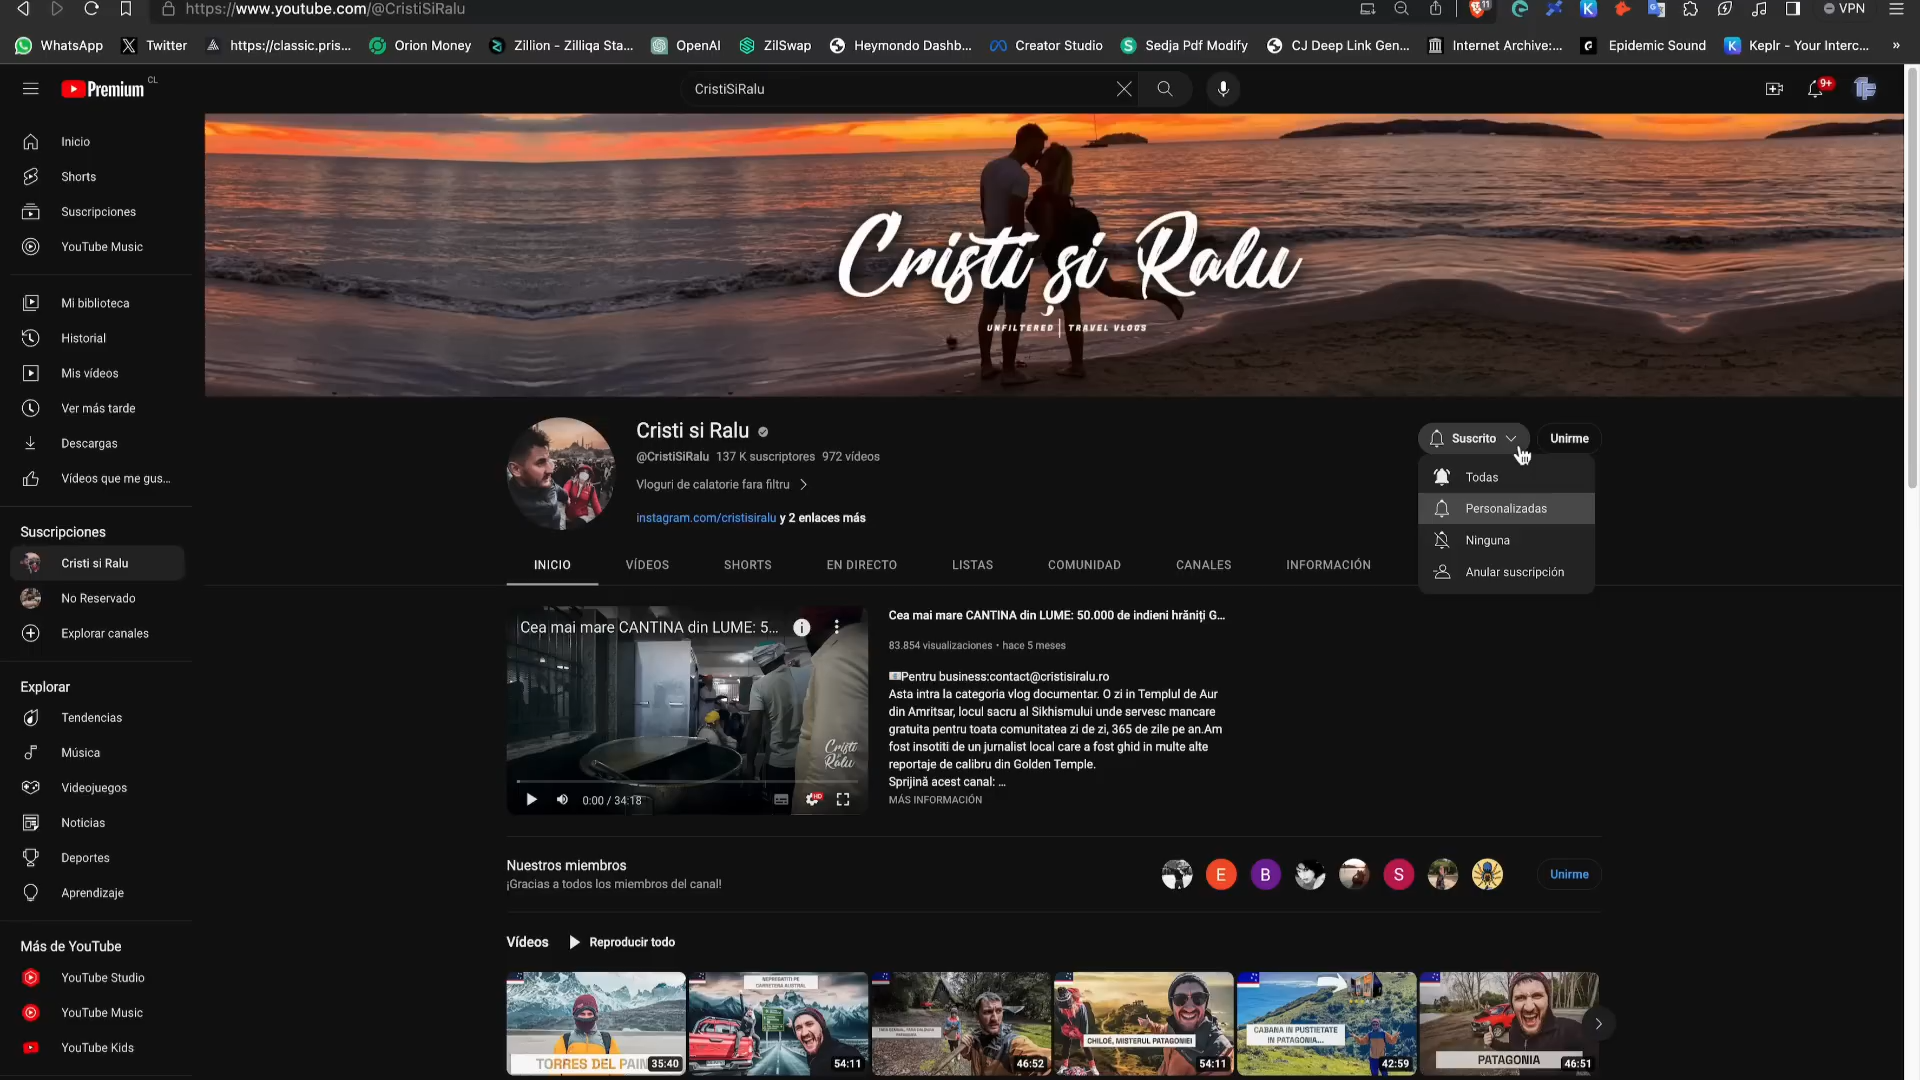 https://www.youtube.com/@CristiSiRalu
11
VPN
WhatsApp
Twitter
https://classic.pris...
Orion Money
Zillion - Zilliqa Sta...
OpenAI
ZilSwap
Heymondo Dashb...
Creator Studio
Sedja Pdf Modify
CJ Deep Link Gen...
Internet Archive:...
Epidemic Sound
Keplr - Your Interc...
»
Premium CL
CristiSiRalu
9+
Inicio
Shorts
Suscripciones
YouTube Music
Mi biblioteca
Historial
Mis vídeos
Ver más tarde
Descargas
Vídeos que me gus...
Suscripciones
Cristi si Ralu
No Reservado
Explorar canales
Explorar
Tendencias
Música
Videojuegos
Noticias
Deportes
Aprendizaje
Más de YouTube
YouTube Studio
YouTube Music
YouTube Kids
Cristi și Ralu
UNFILTERED | TRAVEL VLOGS
Cristi si Ralu
@CristiSiRalu 137 K suscriptores 972 vídeos
Vloguri de calatorie fara filtru
instagram.com/cristisiralu y 2 enlaces más
Suscrito
Unirme
Todas
Personalizadas
Ninguna
Anular suscripción
INICIO
VÍDEOS
SHORTS
EN DIRECTO
LISTAS
COMUNIDAD
CANALES
INFORMACIÓN
Cea mai mare CANTINA din LUME: 5...
Cristi Ralu
0:00 / 34:18
HD
Cea mai mare CANTINA din LUME: 50.000 de indieni hrăniți G...
83.854 visualizaciones • hace 5 meses
Pentru business:contact@cristisiralu.ro
Asta intra la categoria vlog documentar. O zi in Templul de Aur
din Amritsar, locul sacru al Sikhismului unde servesc mancare
gratuita pentru toata comunitatea zi de zi, 365 de zile pe an.Am
fost insotiti de un jurnalist local care a fost ghid in multe alte
reportaje de calibru din Golden Temple.
Sprijină acest canal: ...
MÁS INFORMACIÓN
Nuestros miembros
¡Gracias a todos los miembros del canal!
E
B
S
Unirme
Vídeos
Reproducir todo
TORRES DEL PAIN
35:40
NEPREGATITI PE
CARRETERA AUSTRAL
54:11
46:52
CHILOÉ, MISTERUL PATAGONIEI
54:11
CABANA IN PUSTIETATE
IN PATAGONIA...
42:59
PATAGONIA
46:51